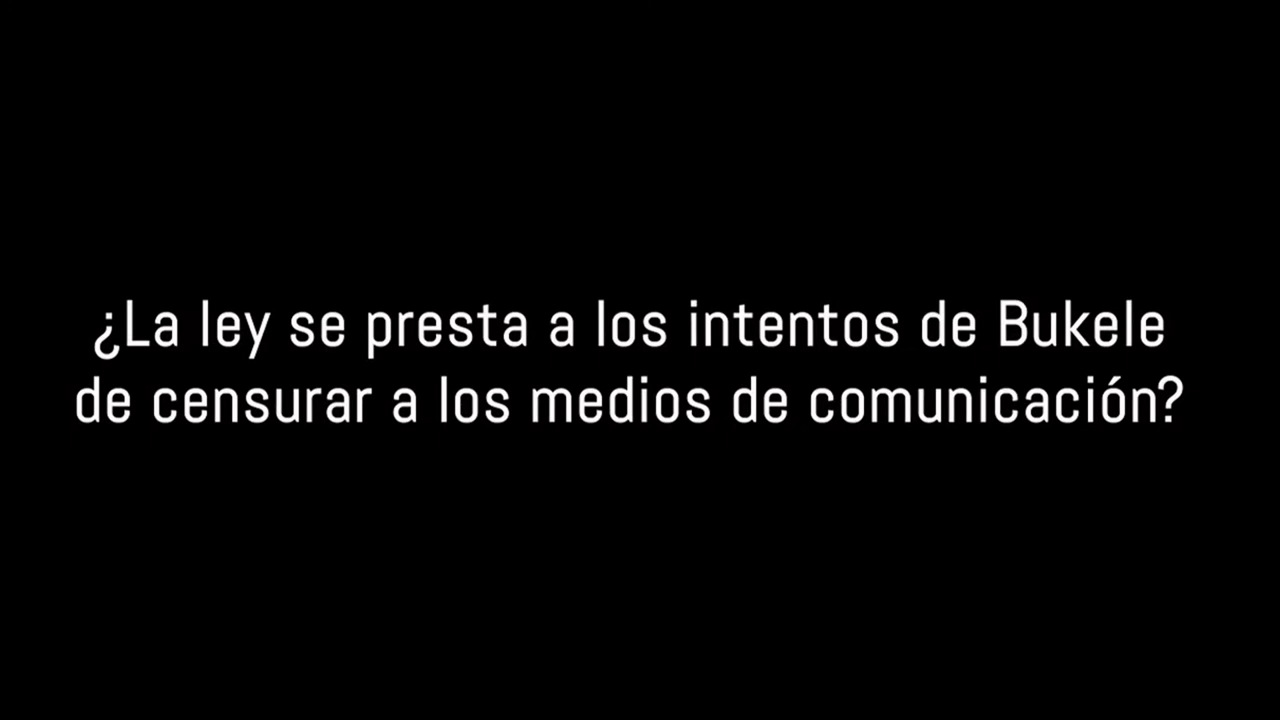 ¿La ley se presta a los intentos de Bukele
de censurar a los medios de comunicación?